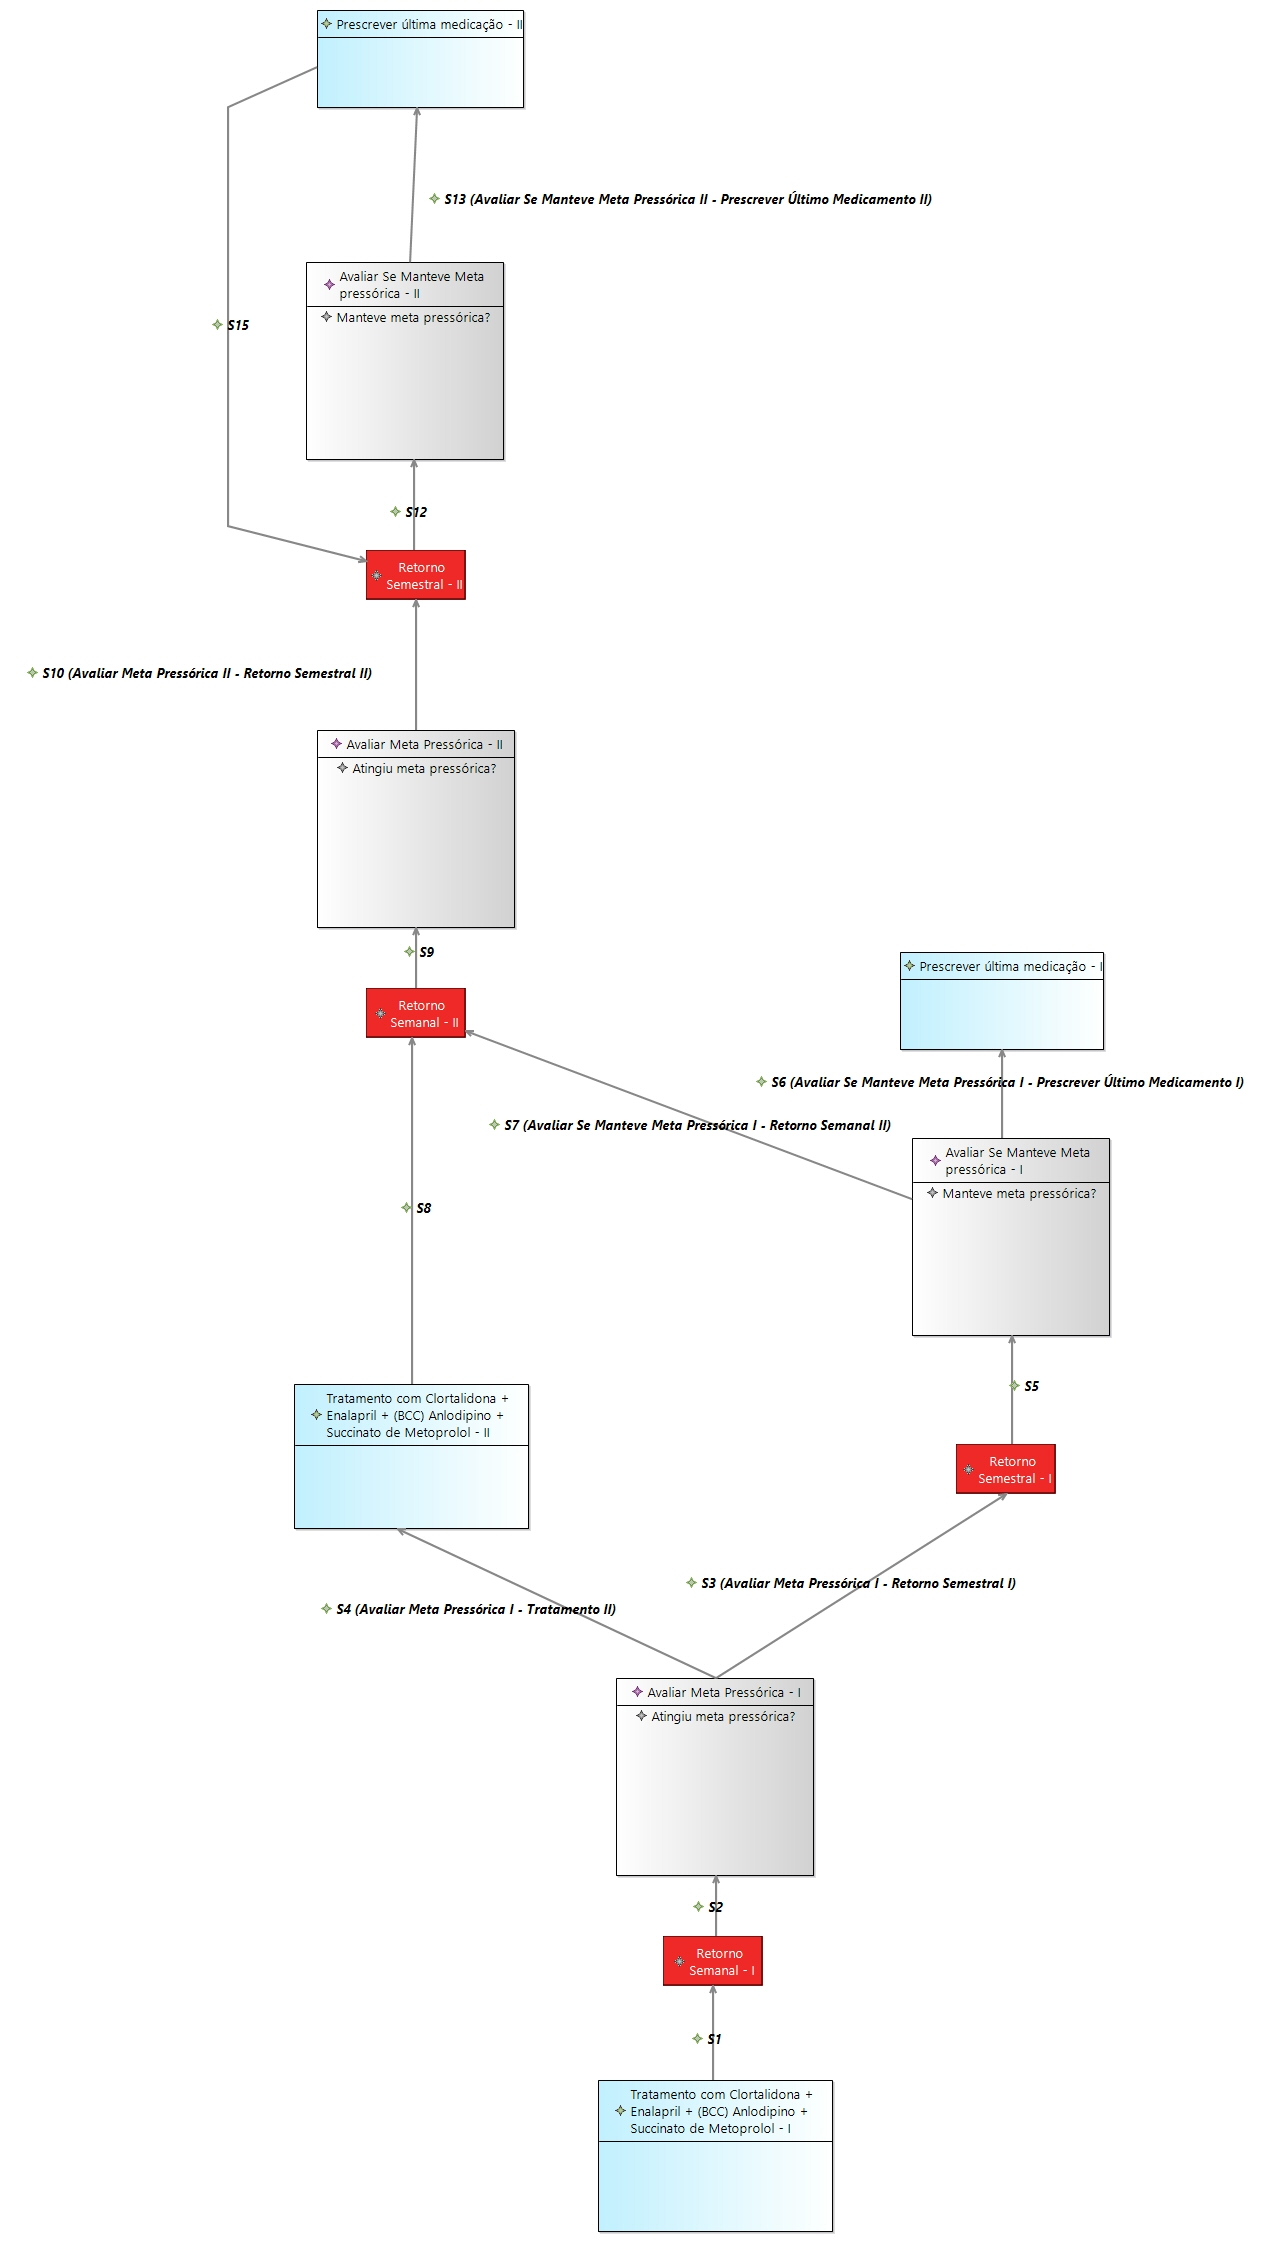 Prescrever última medicação - II
S13 (Avaliar Se Manteve Meta Pressórica II - Prescrever Último Medicamento II)
Avaliar Se Manteve Meta
pressórica - II
Manteve meta pressórica?
S15
S12
Retorno
Semestral - II
S10 (Avaliar Meta Pressórica II - Retorno Semestral II)
Avaliar Meta Pressórica - II
Atingiu meta pressórica?
S9
Retorno
Semanal - II
Prescrever última medicação - I
S6 (Avaliar Se Manteve Meta Pressórica I - Prescrever Último Medicamento I)
S7 (Avaliar Se Manteve Meta Pressórica I - Retorno Semanal II)
Avaliar Se Manteve Meta
pressórica - I
Manteve meta pressórica?
S8
S5
Tratamento com Clortalidona +
Enalapril + (BCC) Anlodipino +
Succinato de Metoprolol - II
Retorno
Semestral - I
S3 (Avaliar Meta Pressórica I - Retorno Semestral I)
S4 (Avaliar Meta Pressórica I - Tratamento II)
Avaliar Meta Pressórica - I
Atingiu meta pressórica?
S2
Retorno
Semanal - I
S1
Tratamento com Clortalidona +
Enalapril + (BCC) Anlodipino +
Succinato de Metoprolol - I